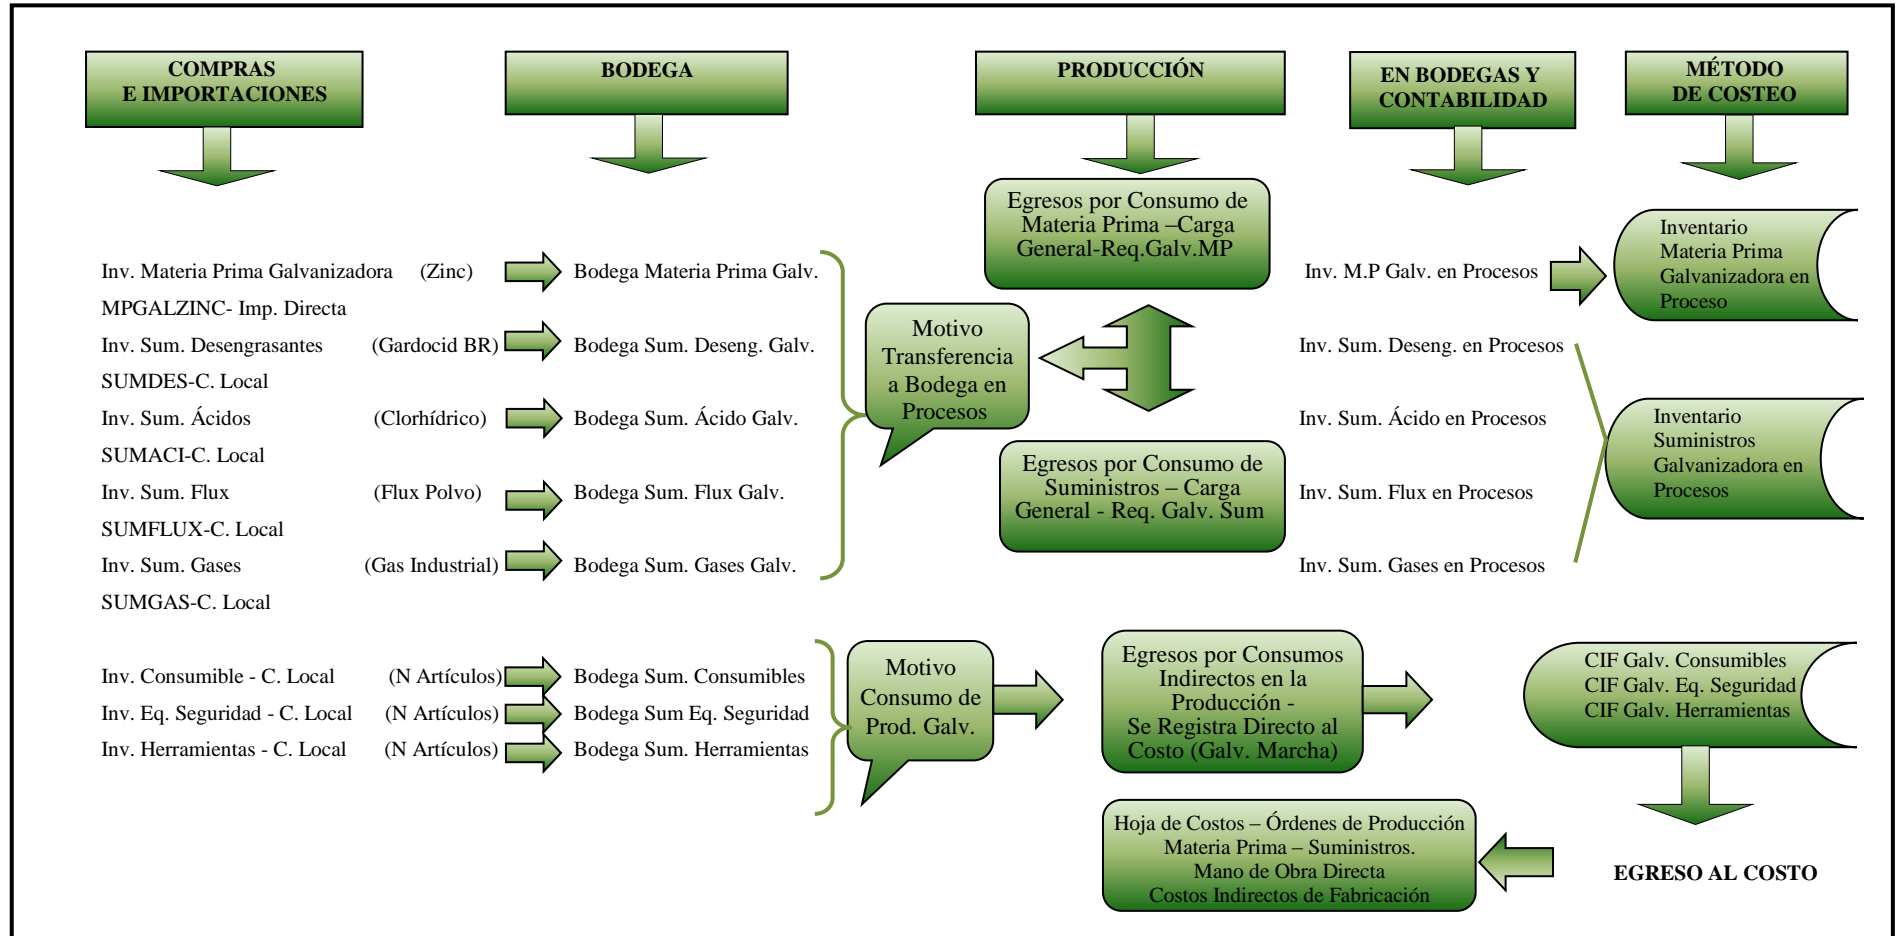 COMPRAS
E IMPORTACIONES
BODEGA
PRODUCCIÓN
EN BODEGAS Y
CONTABILIDAD
MÉTODO
DE COSTEO
Inv. Materia Prima Galvanizadora (Zinc)
MPGALZINC- Imp. Directa
Inv. Sum. Desengrasantes (Gardocid BR)
SUMDES-C. Local
Inv. Sum. Ácidos (Clorhídrico)
SUMACI-C. Local
Inv. Sum. Flux (Flux Polvo)
SUMFLUX-C. Local
Inv. Sum. Gases (Gas Industrial)
SUMGAS-C. Local
Bodega Materia Prima Galv.
Bodega Sum. Deseng. Galv.
Bodega Sum. Ácido Galv.
Bodega Sum. Flux Galv.
Bodega Sum. Gases Galv.
Motivo
Transferencia
a Bodega en
Procesos
Egresos por Consumo de
Materia Prima –Carga
General-Req.Galv.MP
Egresos por Consumo de
Suministros – Carga
General - Req. Galv. Sum
Inv. M.P Galv. en Procesos
Inv. Sum. Deseng. en Procesos
Inv. Sum. Ácido en Procesos
Inv. Sum. Flux en Procesos
Inv. Sum. Gases en Procesos
Inventario
Materia Prima
Galvanizadora en
Proceso
Inventario
Suministros
Galvanizadora en
Procesos
Inv. Consumible - C. Local (N Artículos)
Inv. Eq. Seguridad - C. Local (N Artículos)
Inv. Herramientas - C. Local (N Artículos)
Bodega Sum. Consumibles
Bodega Sum Eq. Seguridad
Bodega Sum. Herramientas
Motivo
Consumo de
Prod. Galv.
Egresos por Consumos
Indirectos en la
Producción -
Se Registra Directo al
Costo (Galv. Marcha)
CIF Galv. Consumibles
CIF Galv. Eq. Seguridad
CIF Galv. Herramientas
Hoja de Costos – Órdenes de Producción
Materia Prima – Suministros.
Mano de Obra Directa
Costos Indirectos de Fabricación
EGRESO AL COSTO